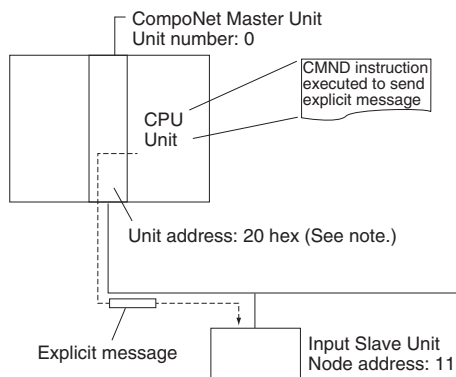 CompoNet Master Unit
Unit number: 0
CMND instruction
executed to send
explicit message
CPU
Unit
Unit address: 20 hex (See note.)
Explicit message
Input Slave Unit
Node address: 11